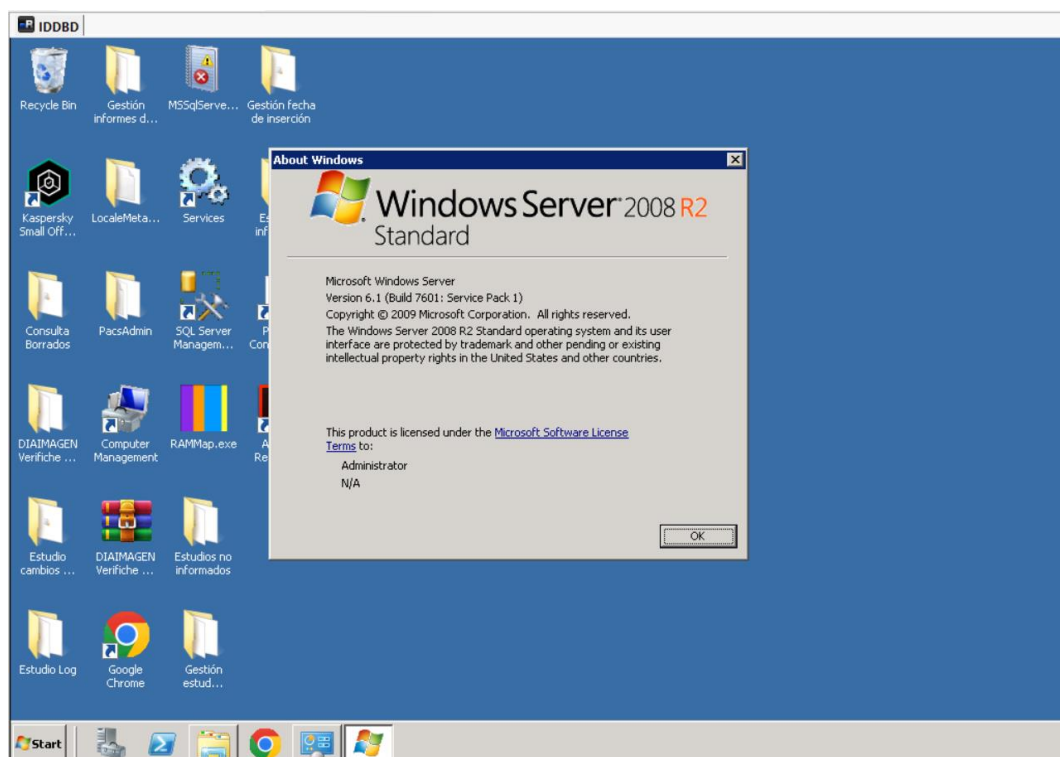 IDDBD
Recycle Bin
Gestión
informes d...
MSSqlServe...
Gestión fecha
de inserción
Kaspersky
Small Off...
LocaleMeta...
Services
Consulta
Borrados
PacsAdmin
SQL Server
Managem...
DIAIMAGEN
Verifiche ...
Computer
Management
RAMMap.exe
Estudio
cambios ...
DIAIMAGEN
Verifiche ...
Estudios no
informados
Estudio Log
Google
Chrome
Gestión
estud...
About Windows
Windows Server 2008 R2
Standard
Microsoft Windows Server
Version 6.1 (Build 7601: Service Pack 1)
Copyright © 2009 Microsoft Corporation. All rights reserved.
The Windows Server 2008 R2 Standard operating system and its user
interface are protected by trademark and other pending or existing
intellectual property rights in the United States and other countries.
This product is licensed under the Microsoft Software License
Terms to:
Administrator
N/A
OK
Start